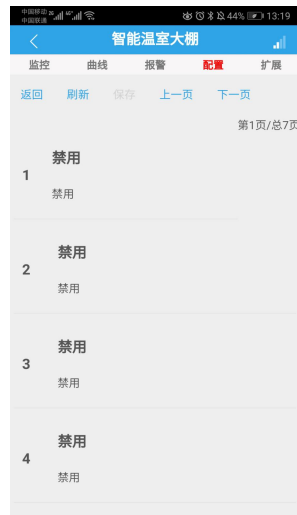 中国移动 26 46 44% 13:19
中国联通
智能温室大棚
监控 曲线 报警 配置 扩展
返回 刷新 保存 上一页 下一页
第1页/总7页
禁用
1
禁用
禁用
2
禁用
禁用
3
禁用
禁用
4
禁用